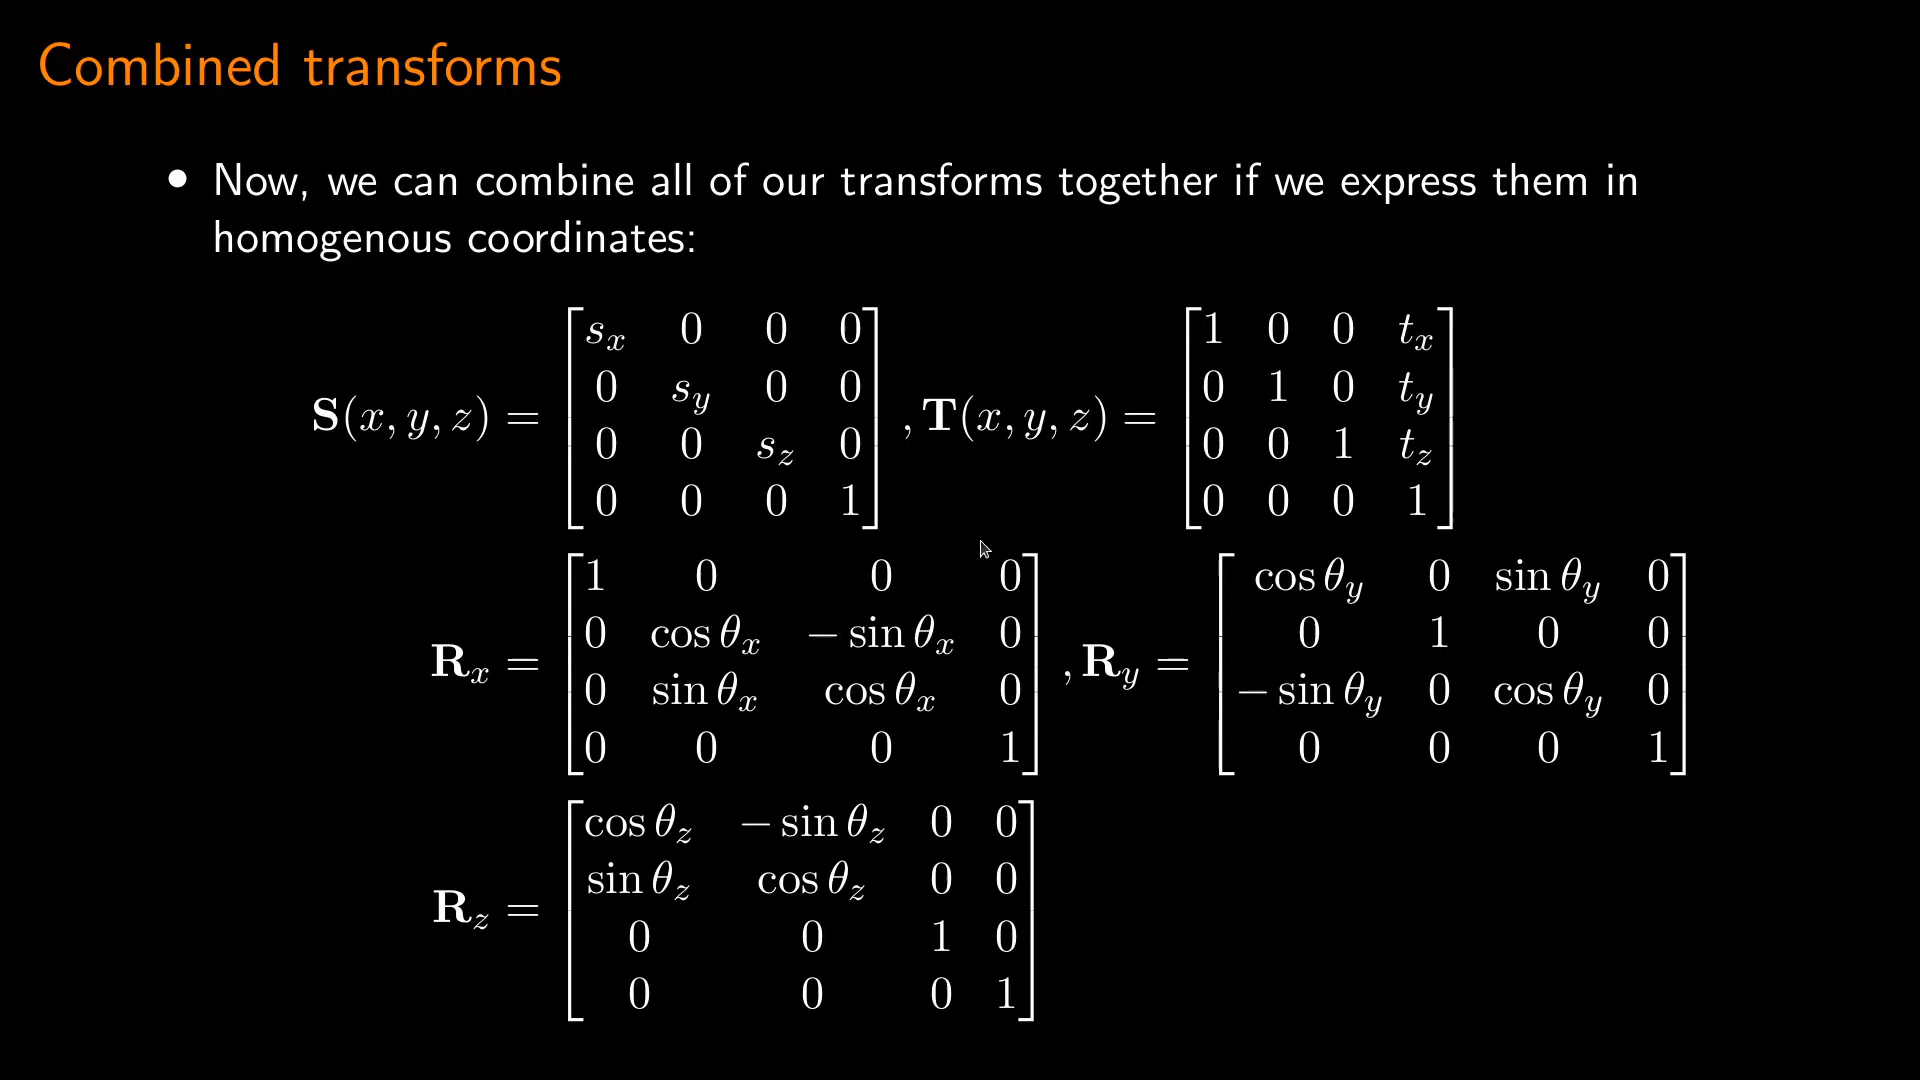 Combined transforms
• Now, we can combine all of our transforms together if we express them in
homogenous coordinates:
S(x, y, z) = [s_x 0 0 0; 0 s_y 0 0; 0 0 s_z 0; 0 0 0 1], T(x, y, z) = [1 0 0 t_x; 0 1 0 t_y; 0 0 1 t_z; 0 0 0 1]
R_x = [1 0 0 0; 0 cos θ_x − sin θ_x 0; 0 sin θ_x cos θ_x 0; 0 0 0 1], R_y = [cos θ_y 0 sin θ_y 0; 0 1 0 0; − sin θ_y 0 cos θ_y 0; 0 0 0 1]
R_z = [cos θ_z − sin θ_z 0 0; sin θ_z cos θ_z 0 0; 0 0 1 0; 0 0 0 1]